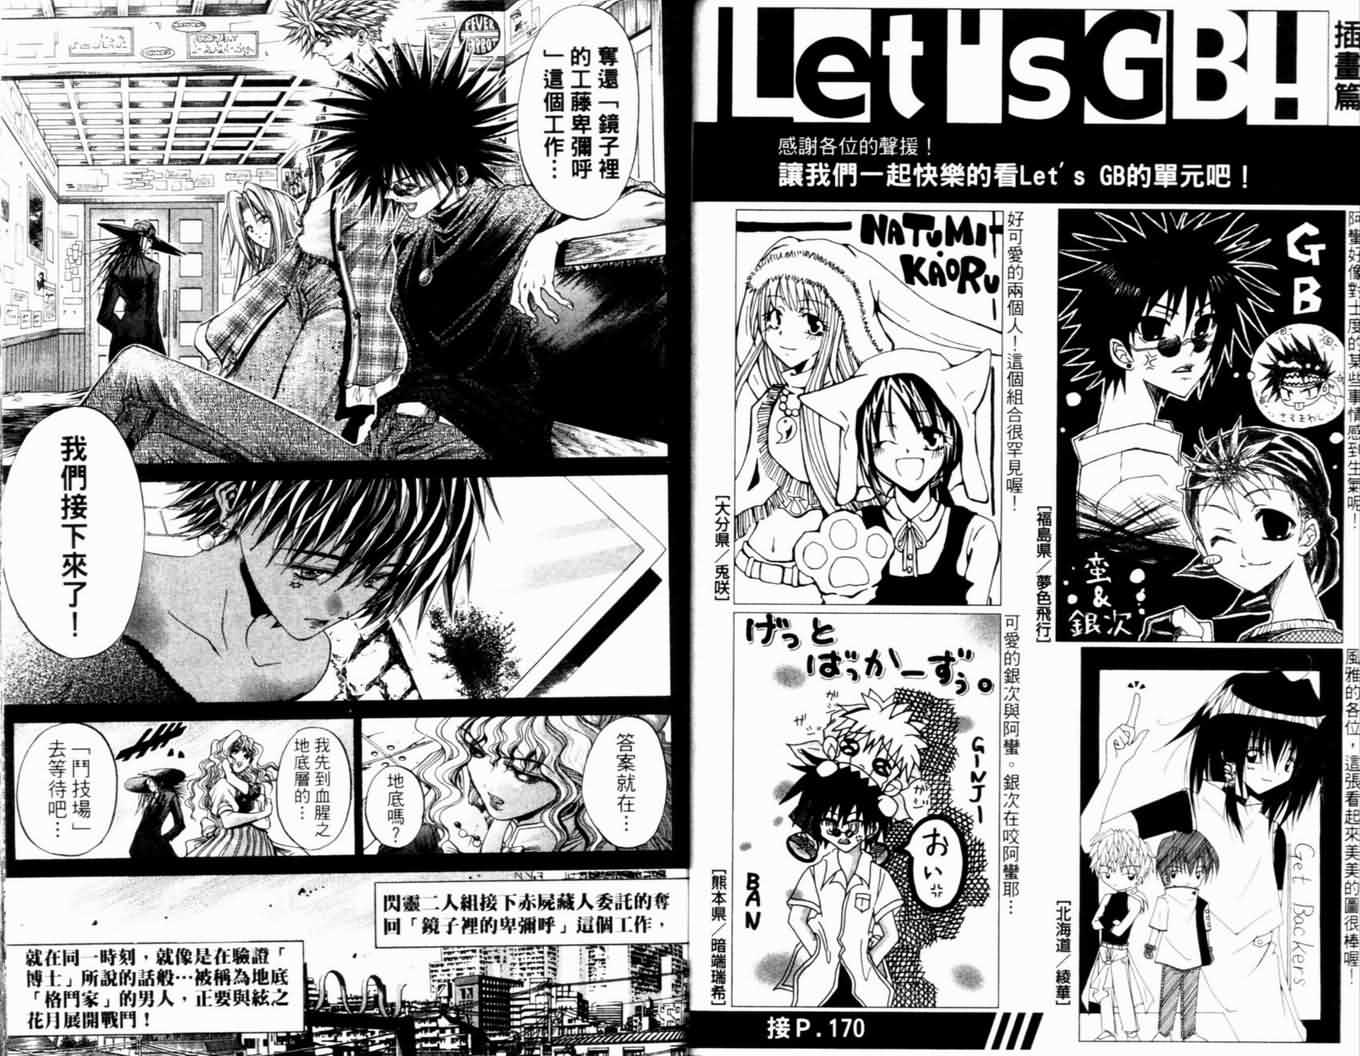 Let's GB!
插畫篇
感謝各位的聲援！
讓我們一起快樂的看Let's GB的單元吧！
阿蠻好像對士度的某些事情感到生氣呢！
GB
さるまわし
蛮
&
銀次
［福島県／夢色飛行］
好可愛的兩個人！這個組合很罕見喔！
NATUMI
KAORU
［大分県／兎咲］
風雅的各位，這張看起來美美的圖很棒喔！
Get Backers
［北海道／綾華］
可愛的銀次與阿蠻。銀次在咬阿蠻耶…
げっと
ばっかーずぅ。
GINJI
おい
BAN
［熊本県／暗端瑞希］
接P.170
FEVER
奪還「鏡子裡
的工藤卑彌呼
」這個工作…
我們接下來了！
答案就在…
地底嗎？
我先到血腥之
地底層的…
「鬥技場」
去等待吧…
閃靈二人組接下赤屍藏人委託的奪
回「鏡子裡的卑彌呼」這個工作，
就在同一時刻，就像是在驗證「
博士」所說的話般…被稱為地底
「格鬥家」的男人，正要與絃之
花月展開戰鬥！